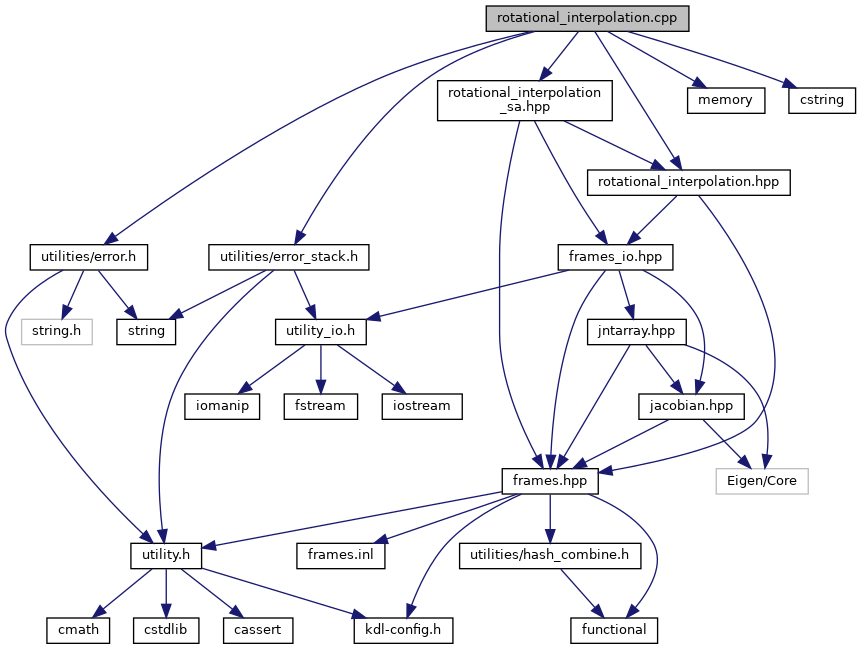 rotational_interpolation.cpp
rotational_interpolation
_sa.hpp
memory
cstring
rotational_interpolation.hpp
utilities/error.h
utilities/error_stack.h
frames_io.hpp
string.h
string
utility_io.h
jntarray.hpp
iomanip
fstream
iostream
jacobian.hpp
frames.hpp
Eigen/Core
utility.h
frames.inl
utilities/hash_combine.h
cmath
cstdlib
cassert
kdl-config.h
functional